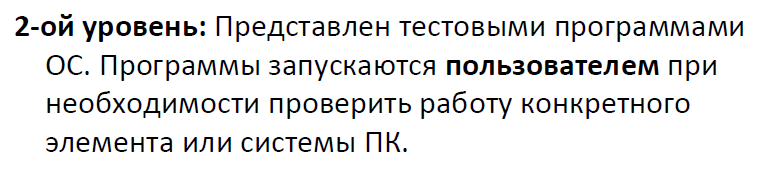 2-ой уровень: Представлен тестовыми программами
ОС. Программы запускаются пользователем при
необходимости проверить работу конкретного
элемента или системы ПК.